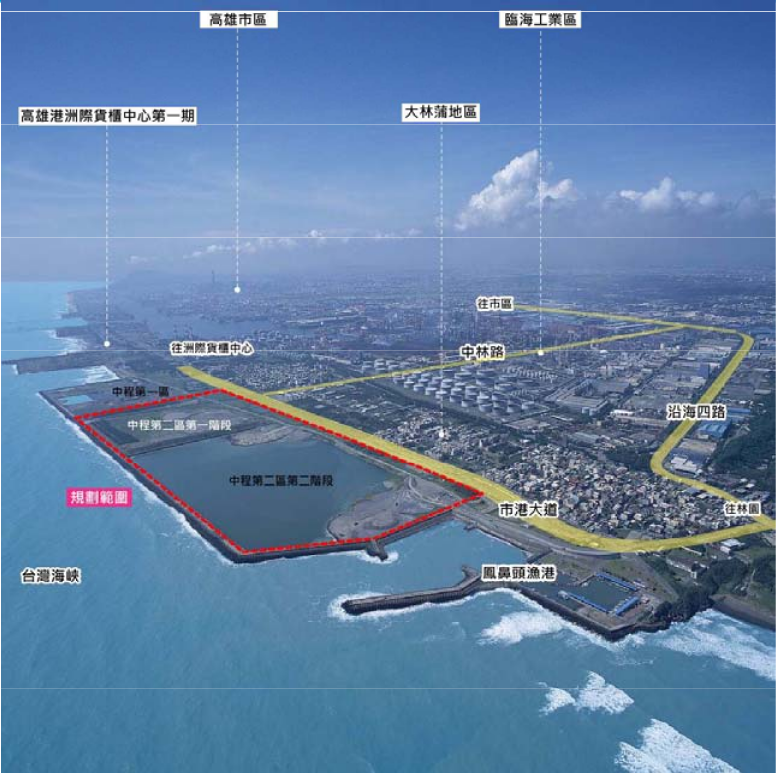 高雄市區
臨海工業區
高雄港洲際貨櫃中心第一期
大林蒲地區
往市區
往洲際貨櫃中心
中林路
中程第一區
沿海四路
中程第二區第一階段
中程第二區第二階段
規劃範圍
市港大道
往林園
台灣海峽
鳳鼻頭漁港